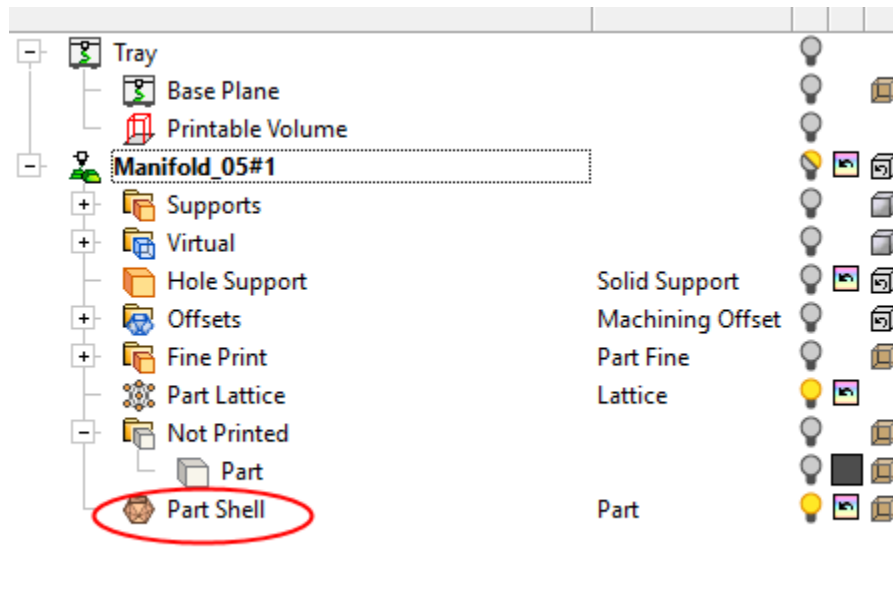 Tray
Base Plane
Printable Volume
Manifold_05#1
Supports
Virtual
Hole Support Solid Support
Offsets Machining Offset
Fine Print Part Fine
Part Lattice Lattice
Not Printed
Part
Part Shell Part